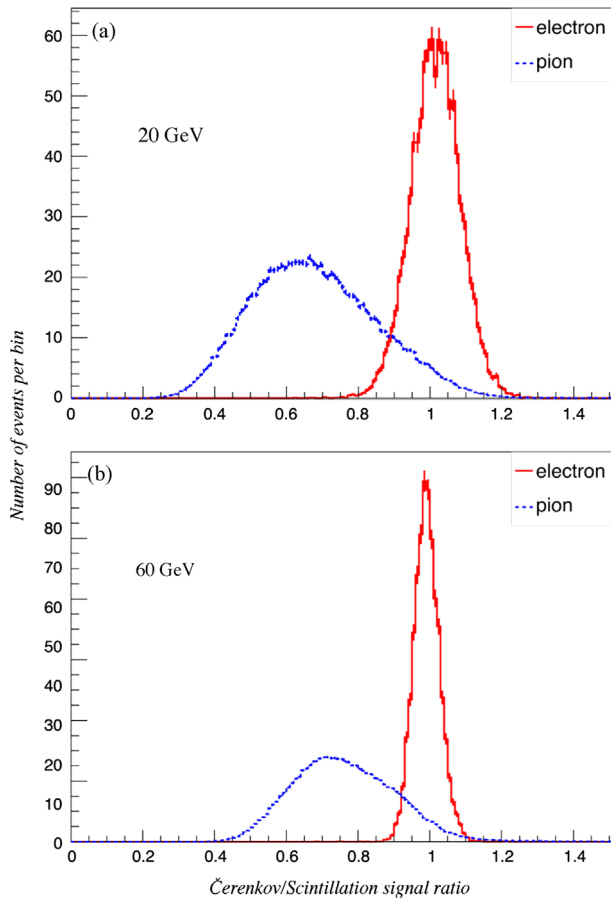 (a)
electron
pion
20 GeV
60
50
40
30
20
10
0
0 0.2 0.4 0.6 0.8 1 1.2 1.4
Number of events per bin
(b)
electron
pion
60 GeV
90
80
70
60
50
40
30
20
10
0
0 0.2 0.4 0.6 0.8 1 1.2 1.4
Čerenkov/Scintillation signal ratio